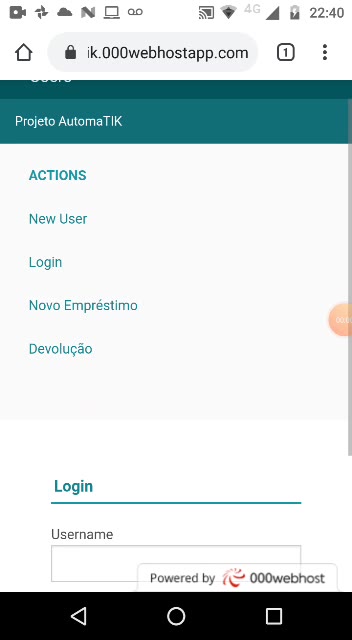 22:40
4G
ik.000webhostapp.com
1
Projeto AutomaTIK
ACTIONS
New User
Login
Novo Empréstimo
Devolução
Login
Username
Powered by 000webhost